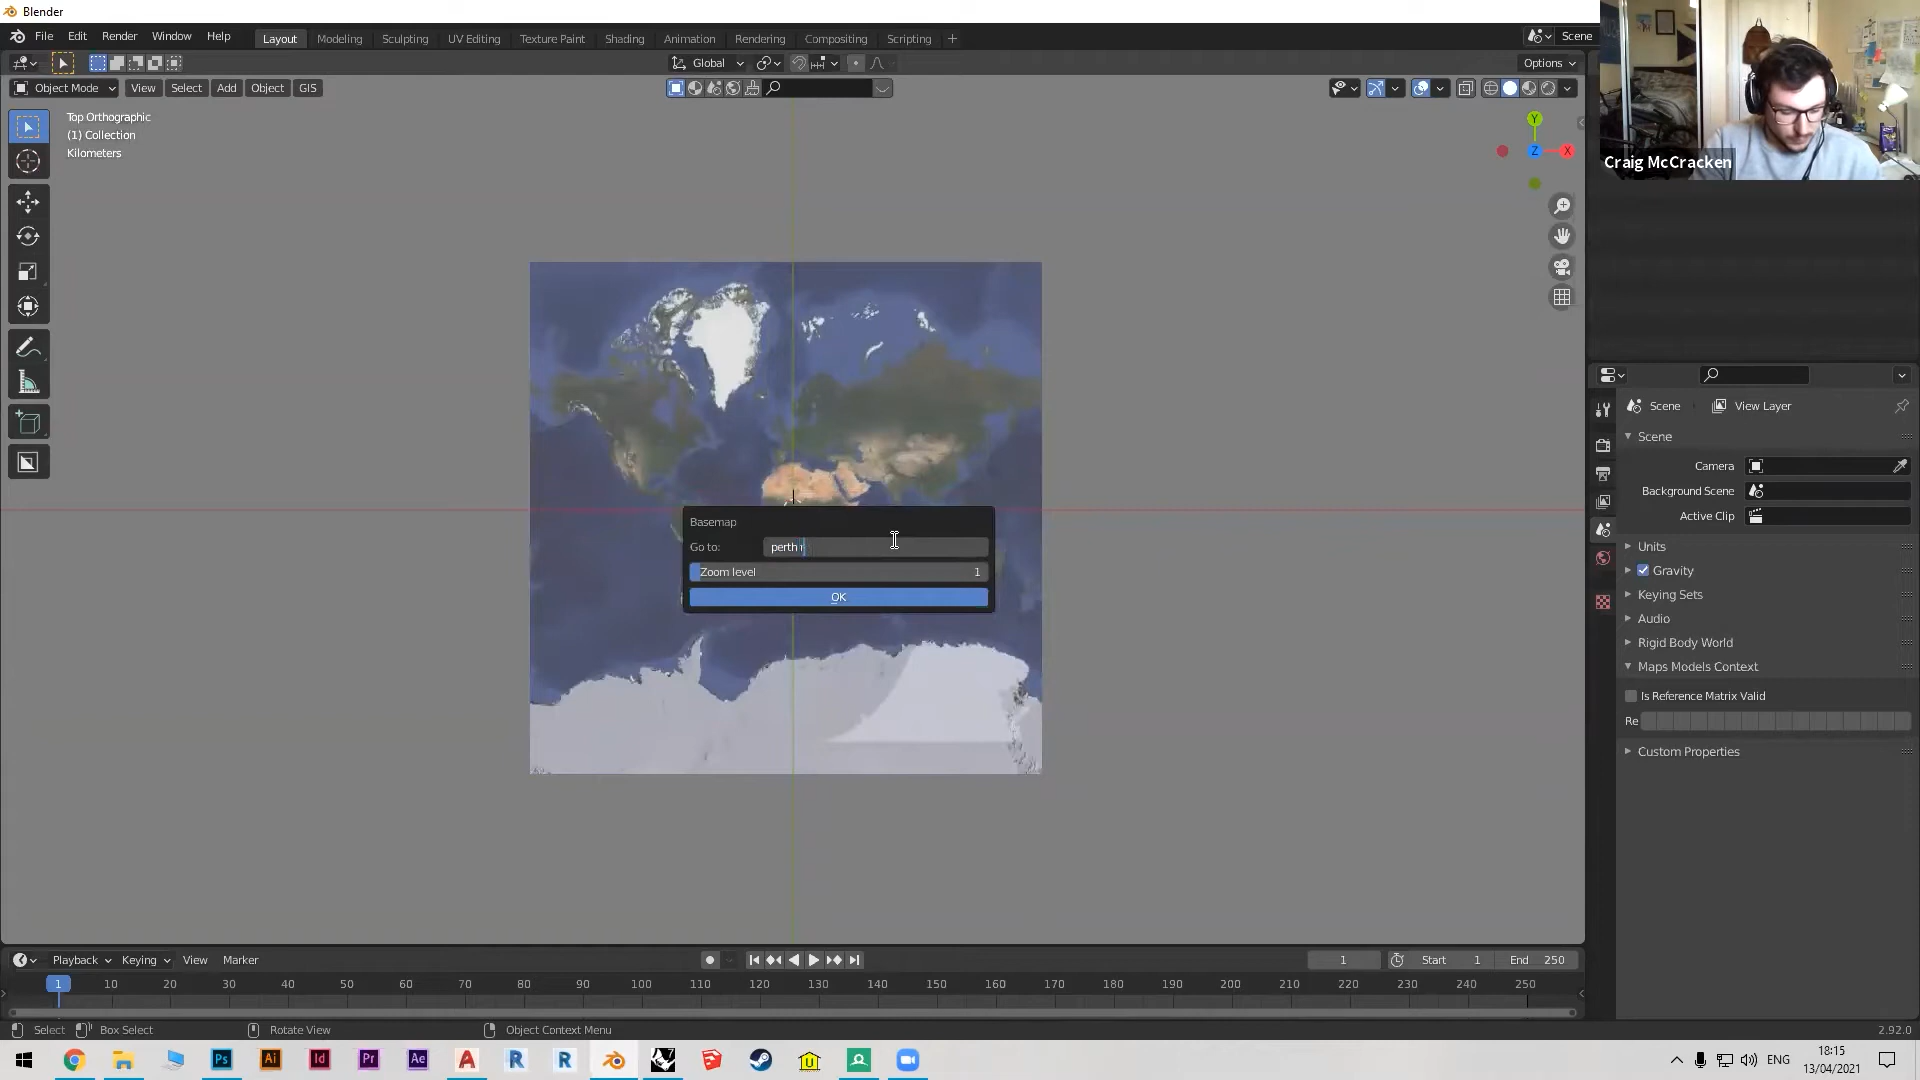 Blender
File Edit Render Window Help
Layout Modeling Sculpting UV Editing Texture Paint Shading Animation Rendering Compositing Scripting +
Scene
Global
Options
Object Mode View Select Add Object GIS
Top Orthographic
(1) Collection
Kilometers
Y
Z
X
Craig McCracken
Basemap
Go to: perth r
Zoom level 1
OK
Scene View Layer
Scene
Camera
Background Scene
Active Clip
Units
Gravity
Keying Sets
Audio
Rigid Body World
Maps Models Context
Is Reference Matrix Valid
Re
Custom Properties
Playback Keying View Marker
1 Start 1 End 250
1 10 20 30 40 50 60 70 80 90 100 110 120 130 140 150 160 170 180 190 200 210 220 230 240 250
Select Box Select Rotate View Object Context Menu 2.92.0
Ps Ai Id Pr Ae A R R
ENG
18:15
13/04/2021